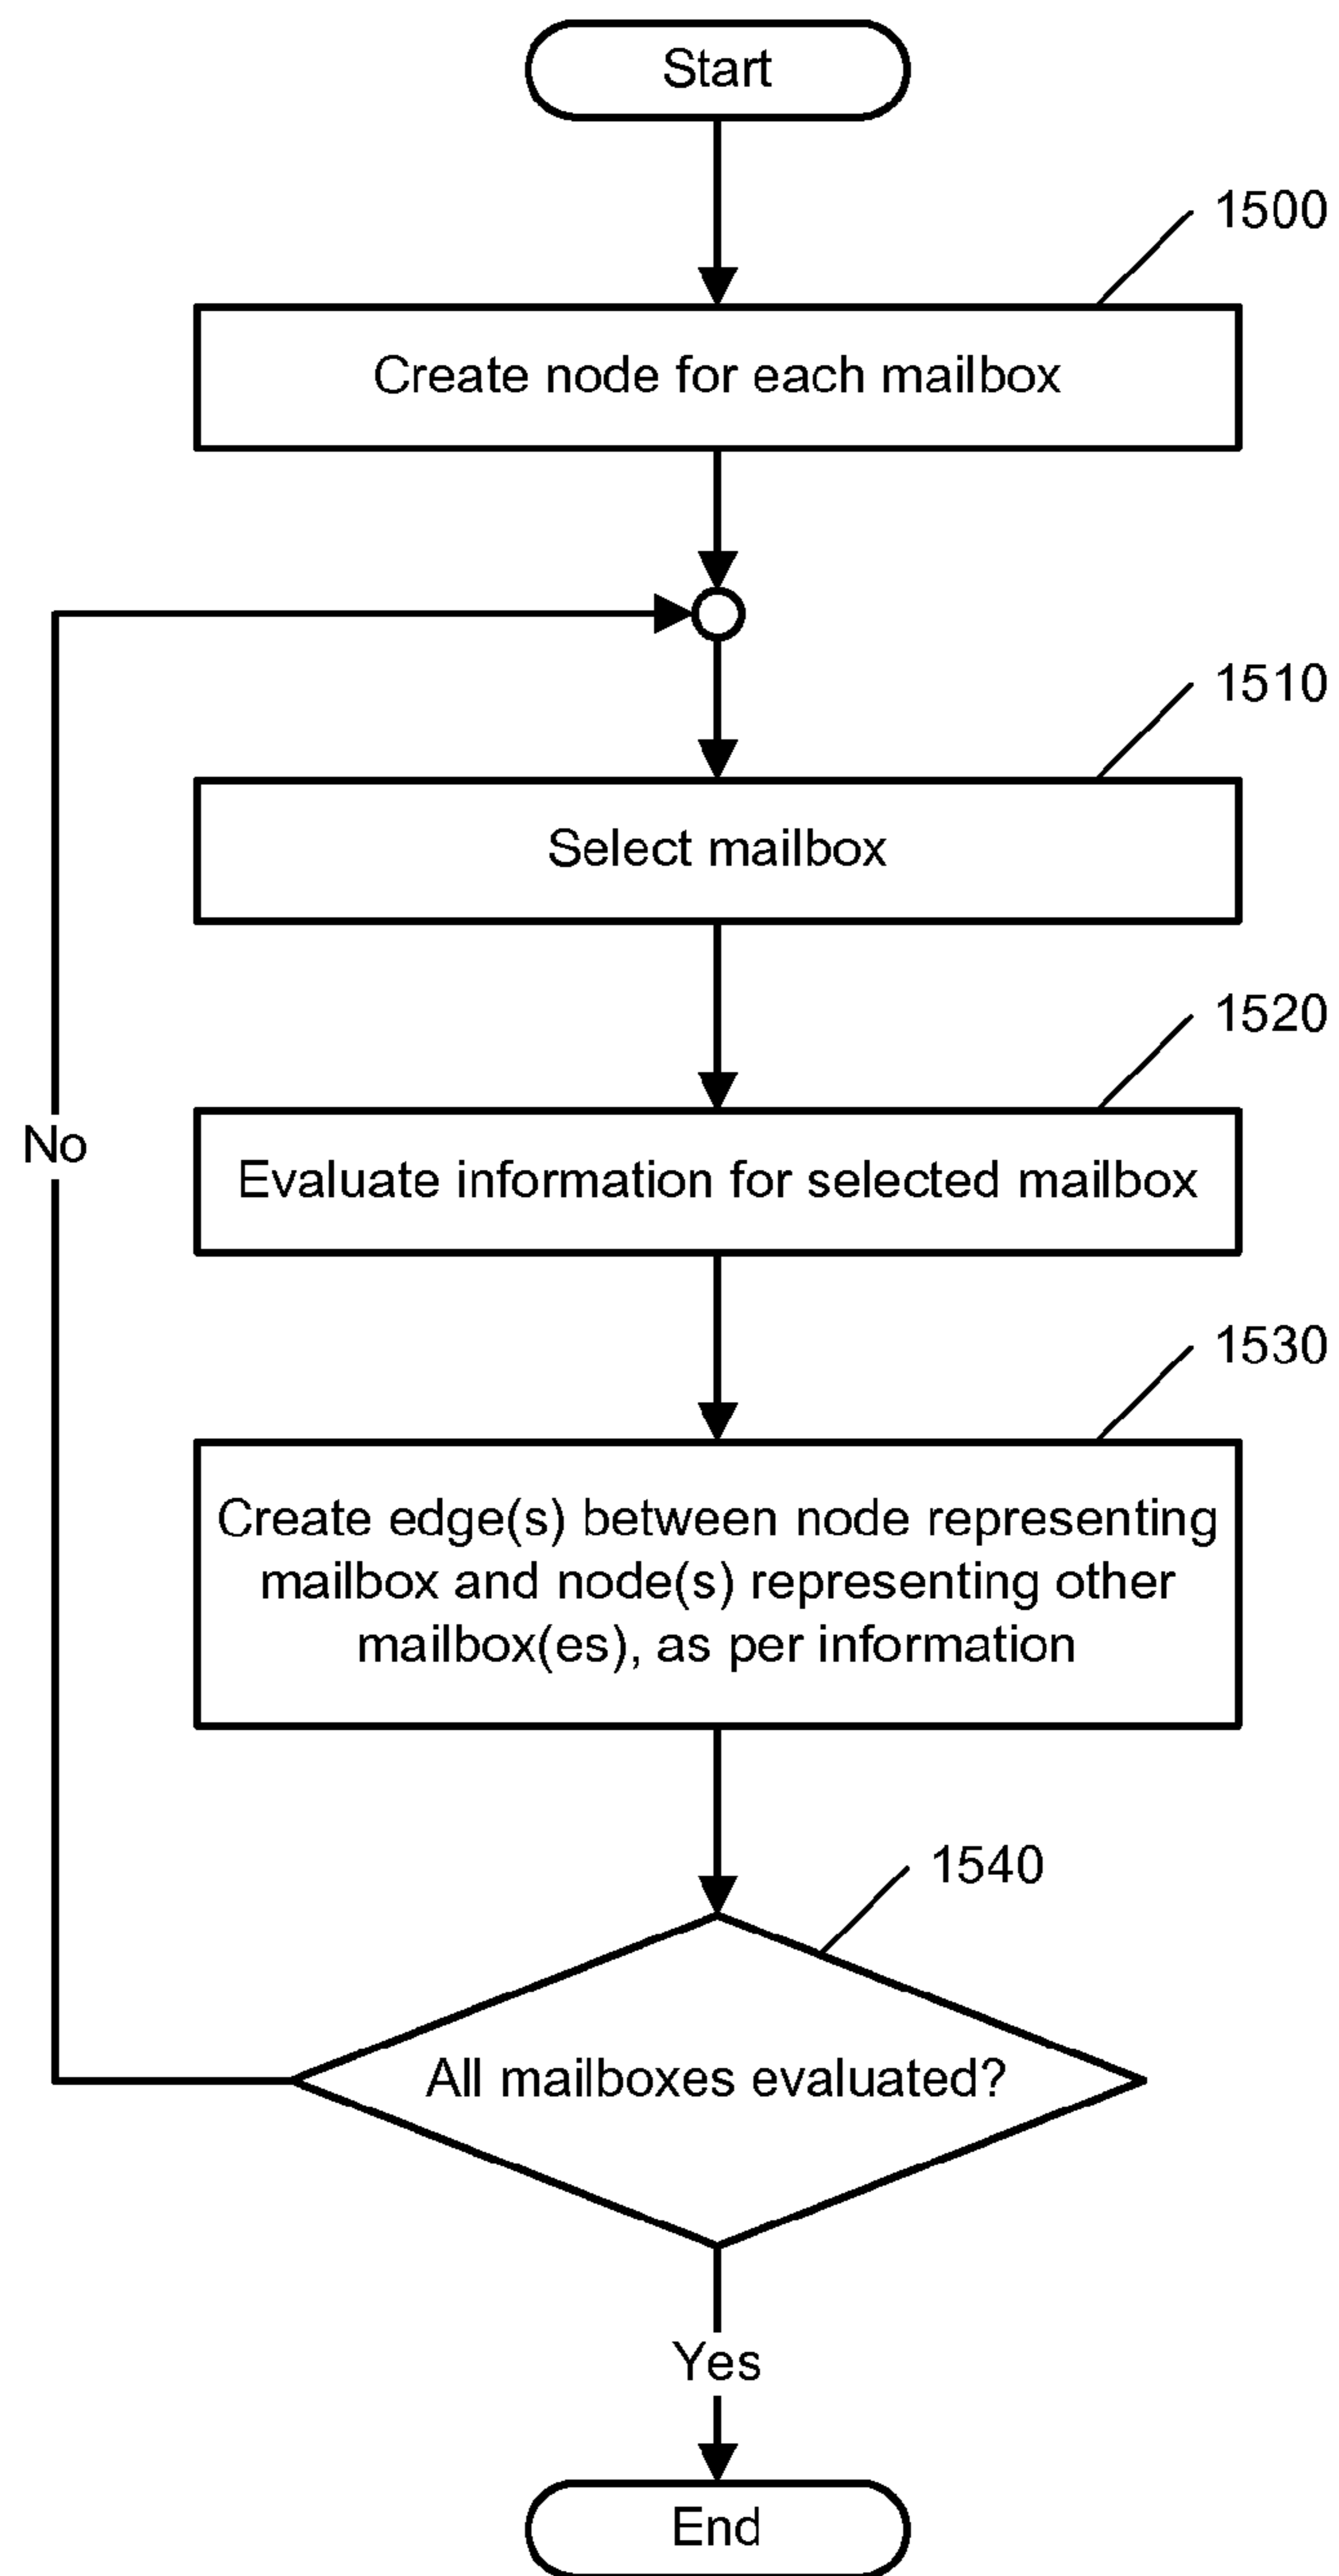 Start
1500
Create node for each mailbox
1510
Select mailbox
1520
Evaluate information for selected mailbox
No
1530
Create edge(s) between node representing
mailbox and node(s) representing other
mailbox(es), as per information
1540
All mailboxes evaluated?
Yes
End